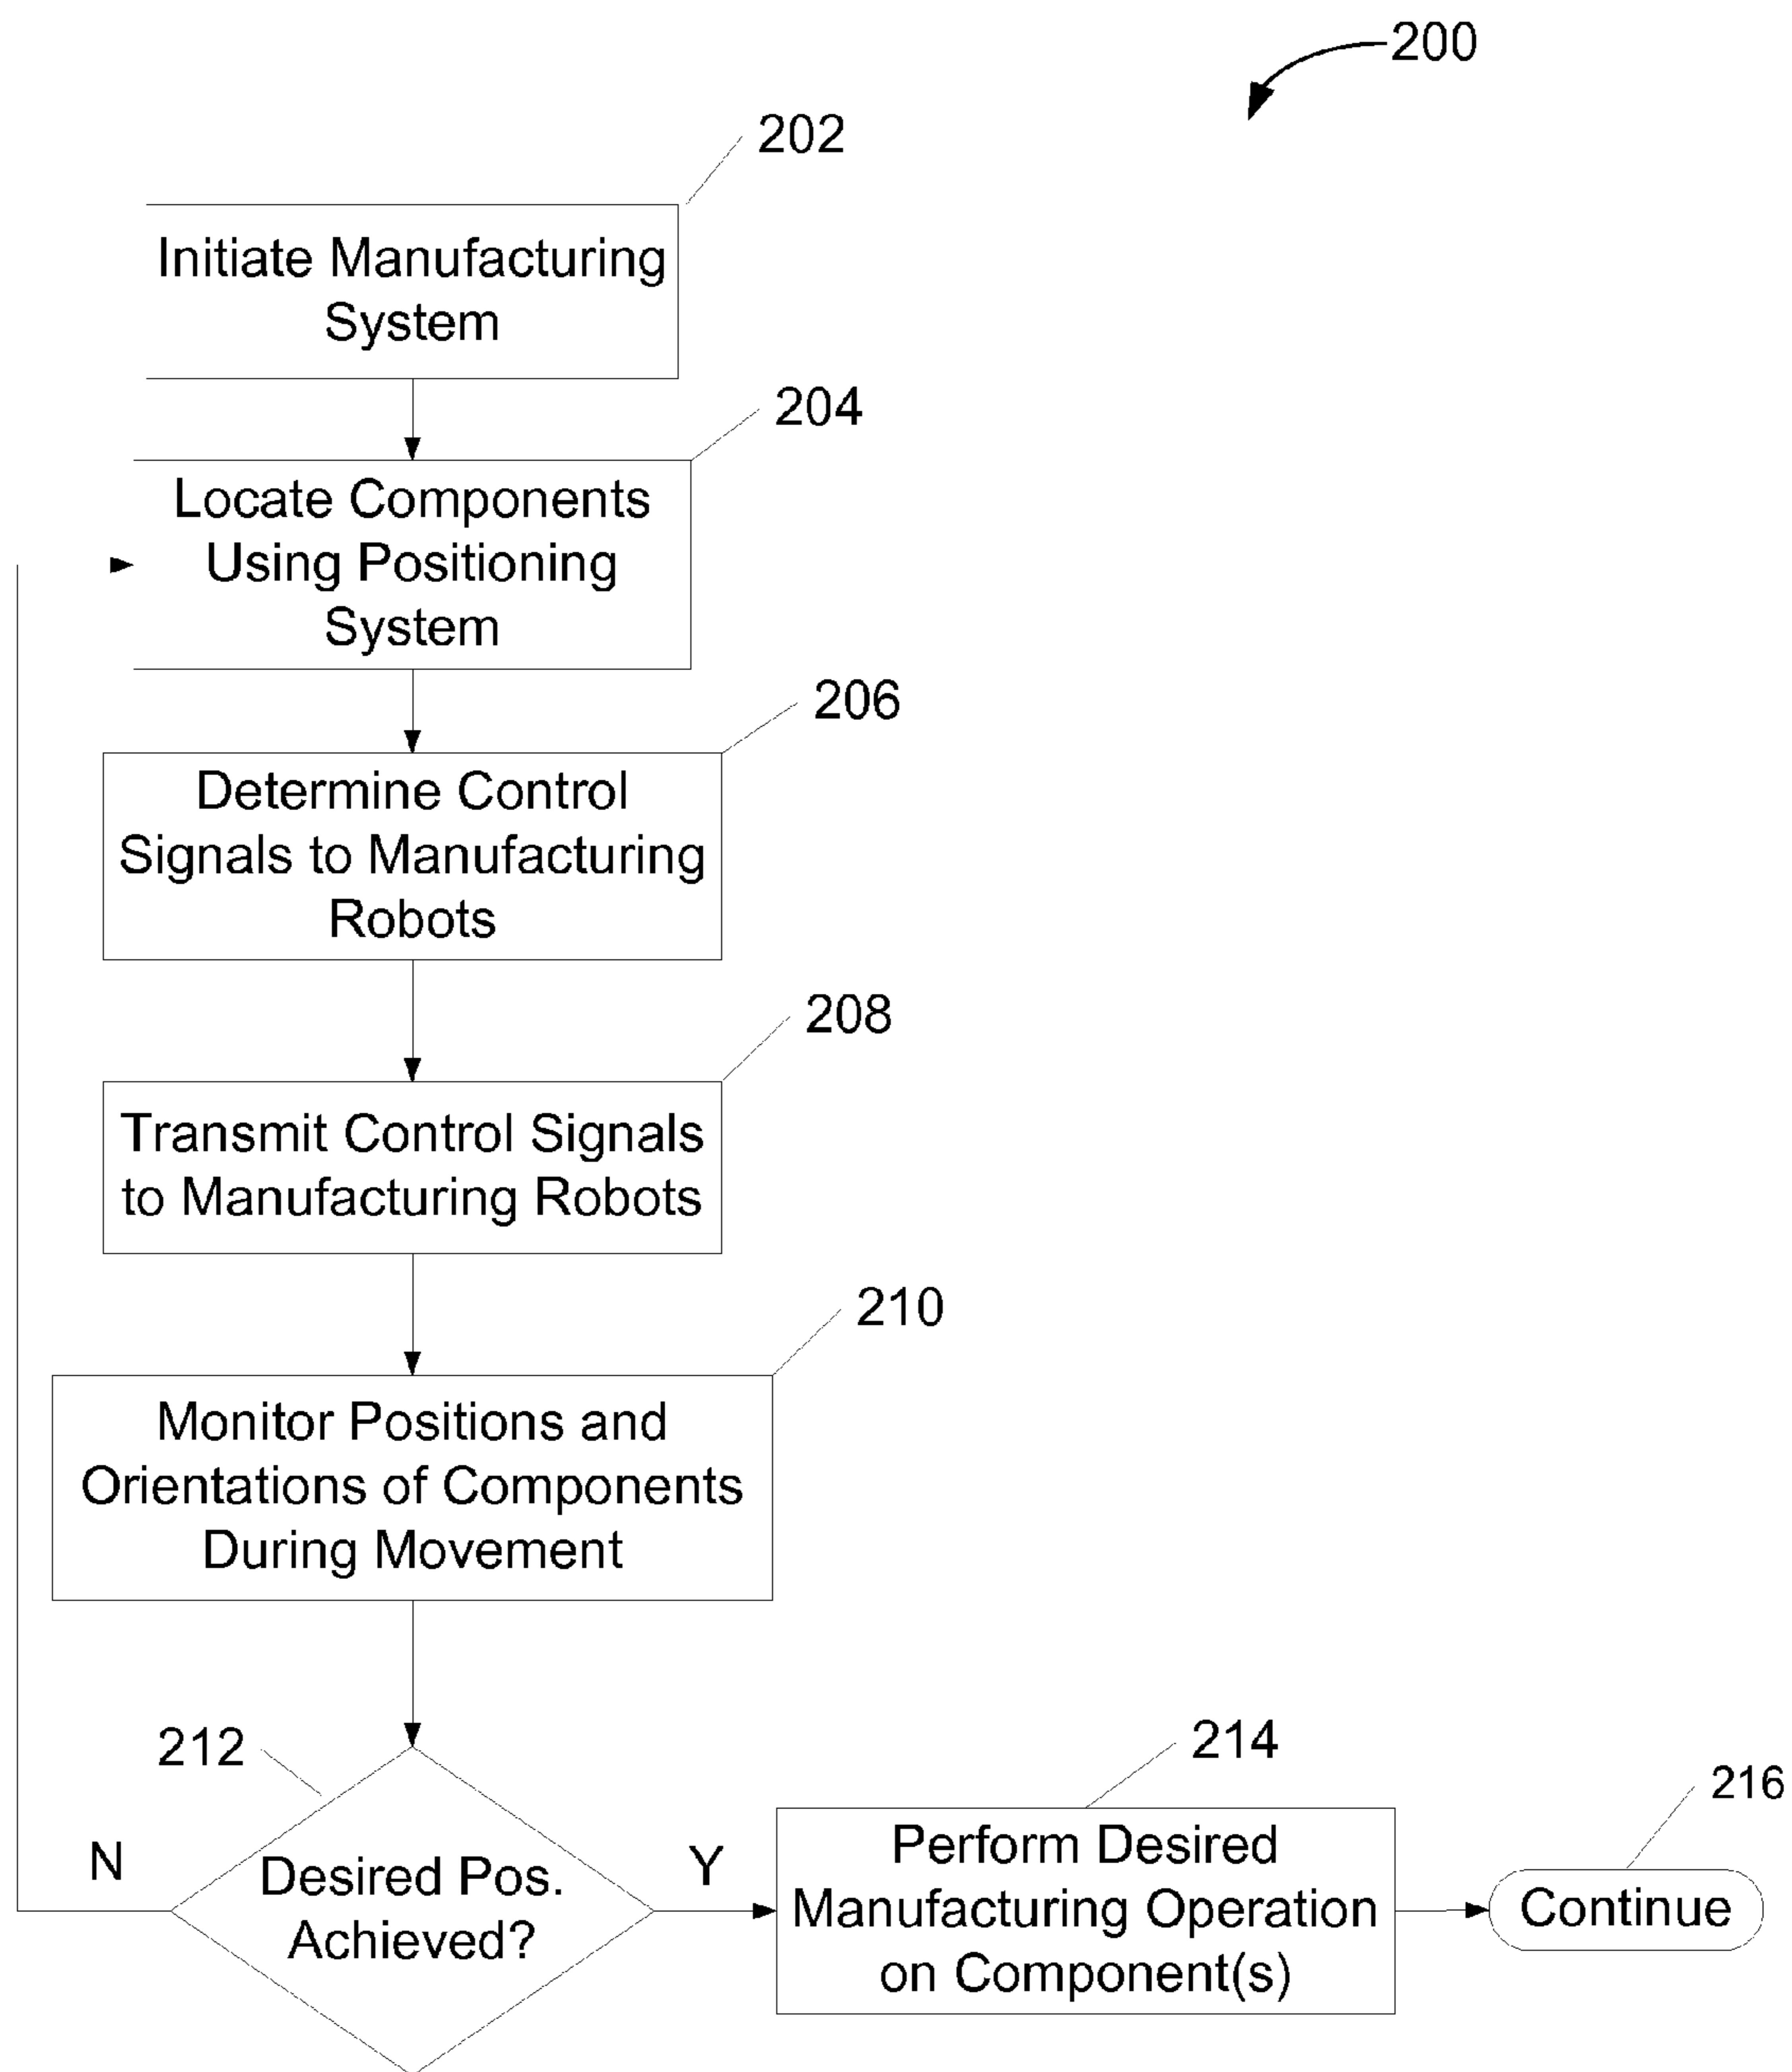 200
202
Initiate Manufacturing
System
204
Locate Components
Using Positioning
System
206
Determine Control
Signals to Manufacturing
Robots
208
Transmit Control Signals
to Manufacturing Robots
210
Monitor Positions and
Orientations of Components
During Movement
212
N
Desired Pos.
Achieved?
Y
214
Perform Desired
Manufacturing Operation
on Component(s)
216
Continue